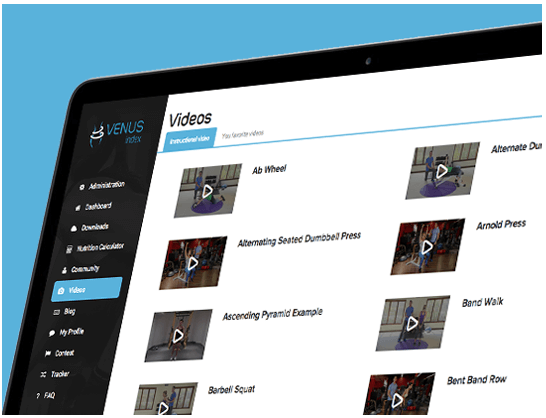 VENUS
index
Administration
Dashboard
Downloads
Nutrition Calculator
Community
Videos
Blog
My Profile
Contest
Tracker
? FAQ
Videos
Instructional video
You favorite videos
Ab Wheel
Alternate Du
Alternating Seated Dumbbell Press
Arnold Press
Ascending Pyramid Example
Band Walk
Barbell Squat
Bent Band Row